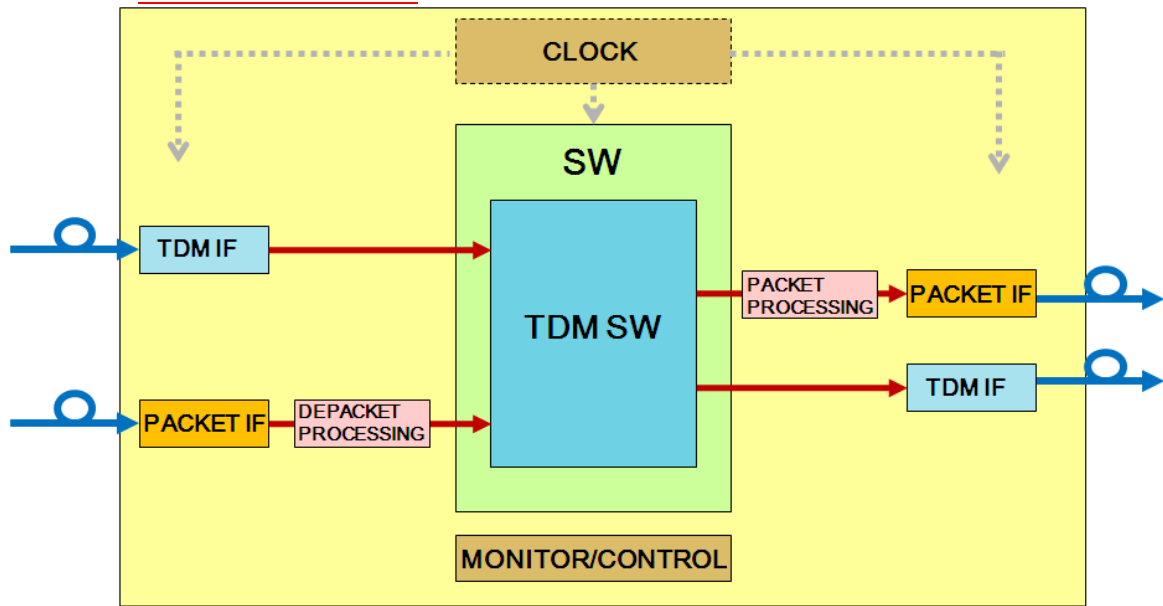 CLOCK
SW
TDM IF
TDM SW
PACKET
PROCESSING
PACKET IF
TDM IF
PACKET IF
DEPACKET
PROCESSING
MONITOR/CONTROL